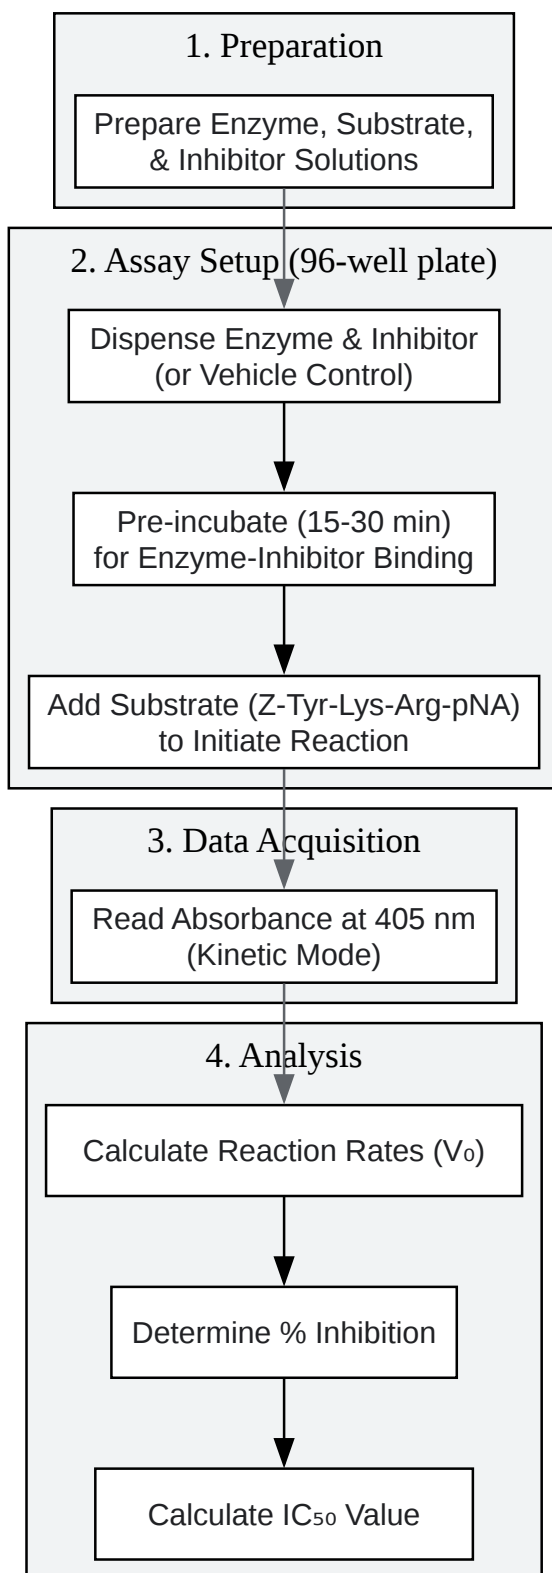 1. Preparation
Prepare Enzyme, Substrate,
& Inhibitor Solutions
2. Assay Setup (96-well plate)
Dispense Enzyme & Inhibitor
(or Vehicle Control)
Pre-incubate (15-30 min)
for Enzyme-Inhibitor Binding
Add Substrate (Z-Tyr-Lys-Arg-pNA)
to Initiate Reaction
3. Data Acquisition
Read Absorbance at 405 nm
(Kinetic Mode)
4. Analysis
Calculate Reaction Rates (V₀)
Determine % Inhibition
Calculate IC₅₀ Value